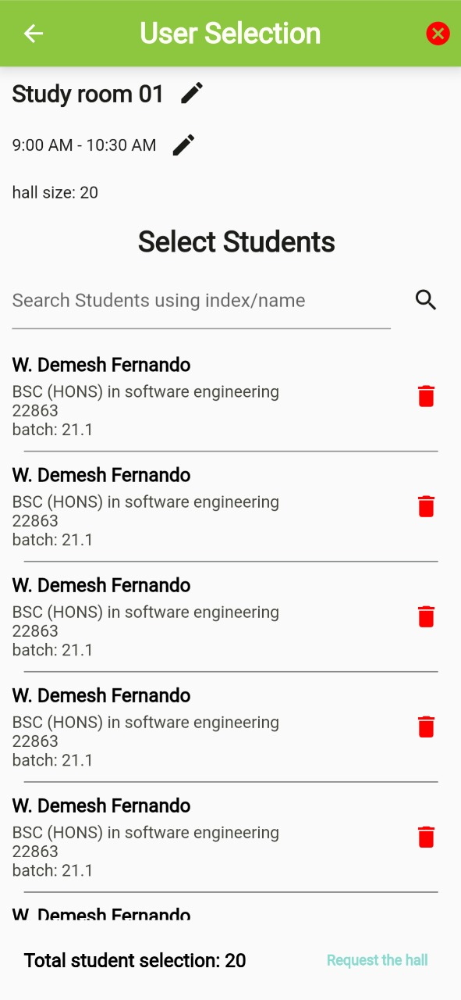 User Selection
Study room 01
9:00 AM - 10:30 AM
hall size: 20
Select Students
Search Students using index/name
W. Demesh Fernando
BSC (HONS) in software engineering
22863
batch: 21.1
W. Demesh Fernando
BSC (HONS) in software engineering
22863
batch: 21.1
W. Demesh Fernando
BSC (HONS) in software engineering
22863
batch: 21.1
W. Demesh Fernando
BSC (HONS) in software engineering
22863
batch: 21.1
W. Demesh Fernando
BSC (HONS) in software engineering
22863
batch: 21.1
W. Demesh Fernando
Total student selection: 20
Request the hall